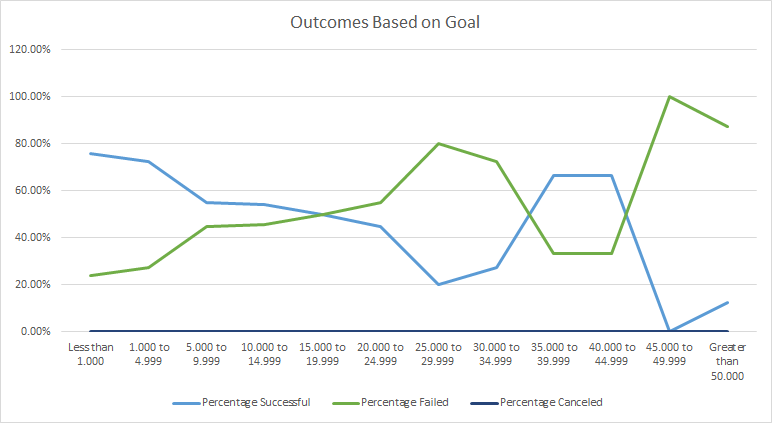 Outcomes Based on Goal
120.00%
100.00%
80.00%
60.00%
40.00%
20.00%
0.00%
Less than 1.000
1.000 to 4.999
5.000 to 9.999
10.000 to 14.999
15.000 to 19.999
20.000 to 24.999
25.000 to 29.999
30.000 to 34.999
35.000 to 39.999
40.000 to 44.999
45.000 to 49.999
Greater than 50.000
Percentage Successful
Percentage Failed
Percentage Canceled